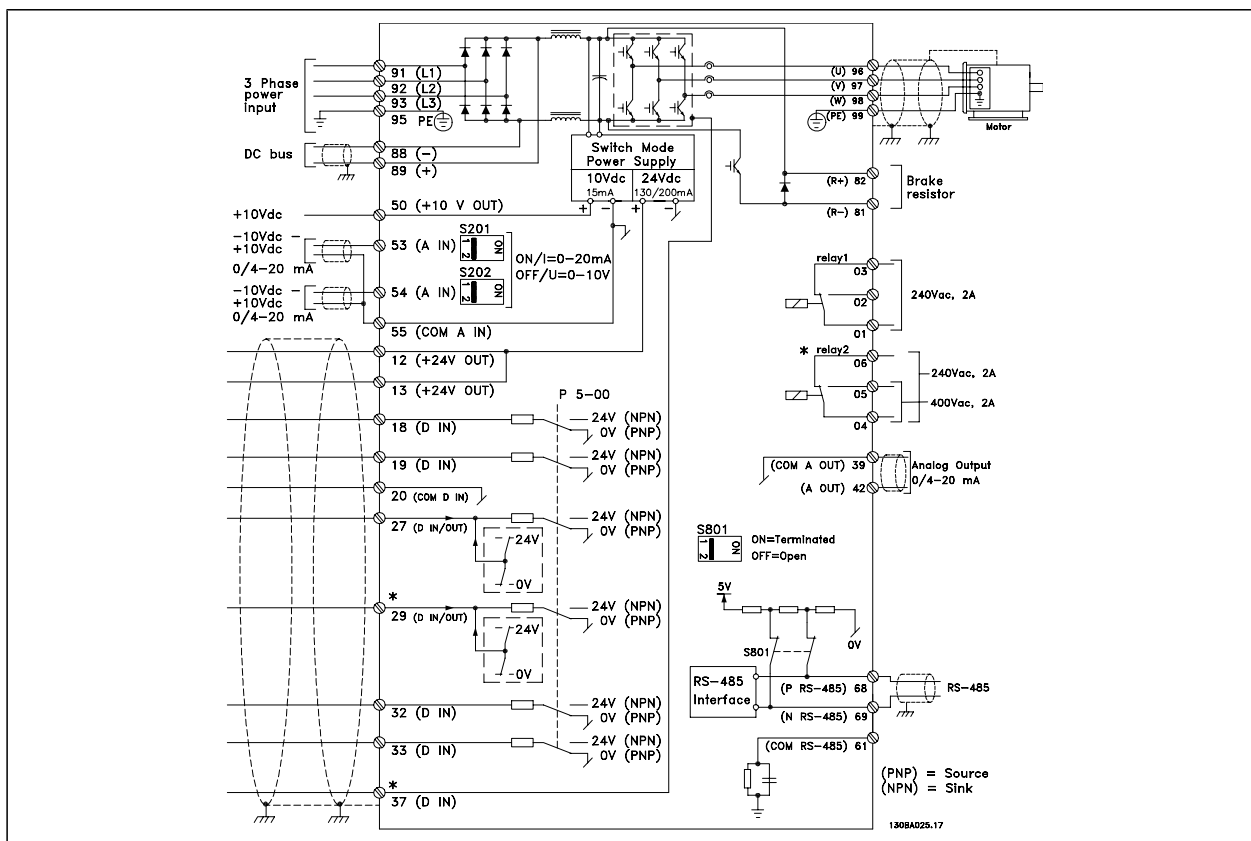 3 Phase
power
input
91 (L1)
92 (L2)
93 (L3)
95 PE
DC bus
88 (-)
89 (+)
Switch Mode
Power Supply
10Vdc
15mA
24Vdc
130/200mA
+ - + -
+10Vdc
50 (+10 V OUT)
-10Vdc -
+10Vdc
0/4-20 mA
53 (A IN)
S201
ON
1 2
ON/I=0-20mA
OFF/U=0-10V
-10Vdc -
+10Vdc
0/4-20 mA
54 (A IN)
S202
ON
1 2
55 (COM A IN)
12 (+24V OUT)
13 (+24V OUT)
P 5-00
18 (D IN)
24V (NPN)
0V (PNP)
19 (D IN)
24V (NPN)
0V (PNP)
20 (COM D IN)
27 (D IN/OUT)
24V (NPN)
0V (PNP)
24V
0V
*
29 (D IN/OUT)
24V (NPN)
0V (PNP)
24V
0V
32 (D IN)
24V (NPN)
0V (PNP)
33 (D IN)
24V (NPN)
0V (PNP)
*
37 (D IN)
(U) 96
(V) 97
(W) 98
(PE) 99
Motor
(R+) 82
(R-) 81
Brake
resistor
relay1
03
02
01
240Vac, 2A
* relay2
06
05
04
240Vac, 2A
400Vac, 2A
(COM A OUT) 39
(A OUT) 42
Analog Output
0/4-20 mA
S801
ON
1 2
ON=Terminated
OFF=Open
5V
S801
0V
RS-485
Interface
(P RS-485) 68
(N RS-485) 69
RS-485
(COM RS-485) 61
(PNP) = Source
(NPN) = Sink
130BA025.17